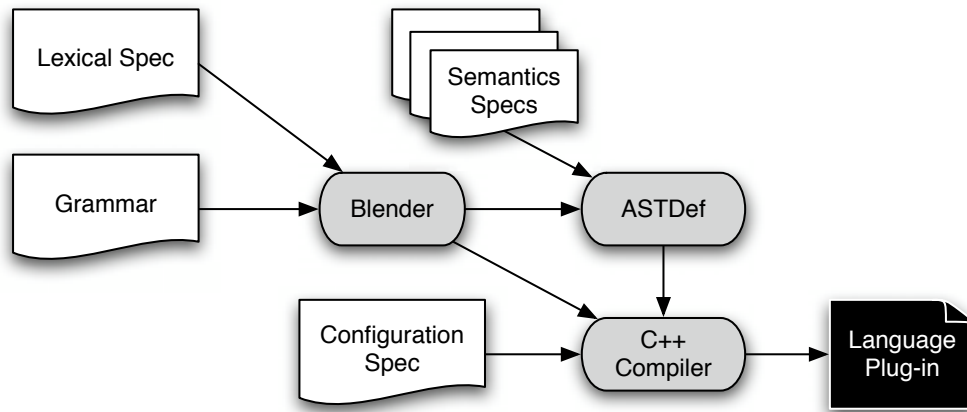 Lexical Spec
Semantics
Specs
Grammar
Blender
ASTDef
Configuration
Spec
C++
Compiler
Language
Plug-in